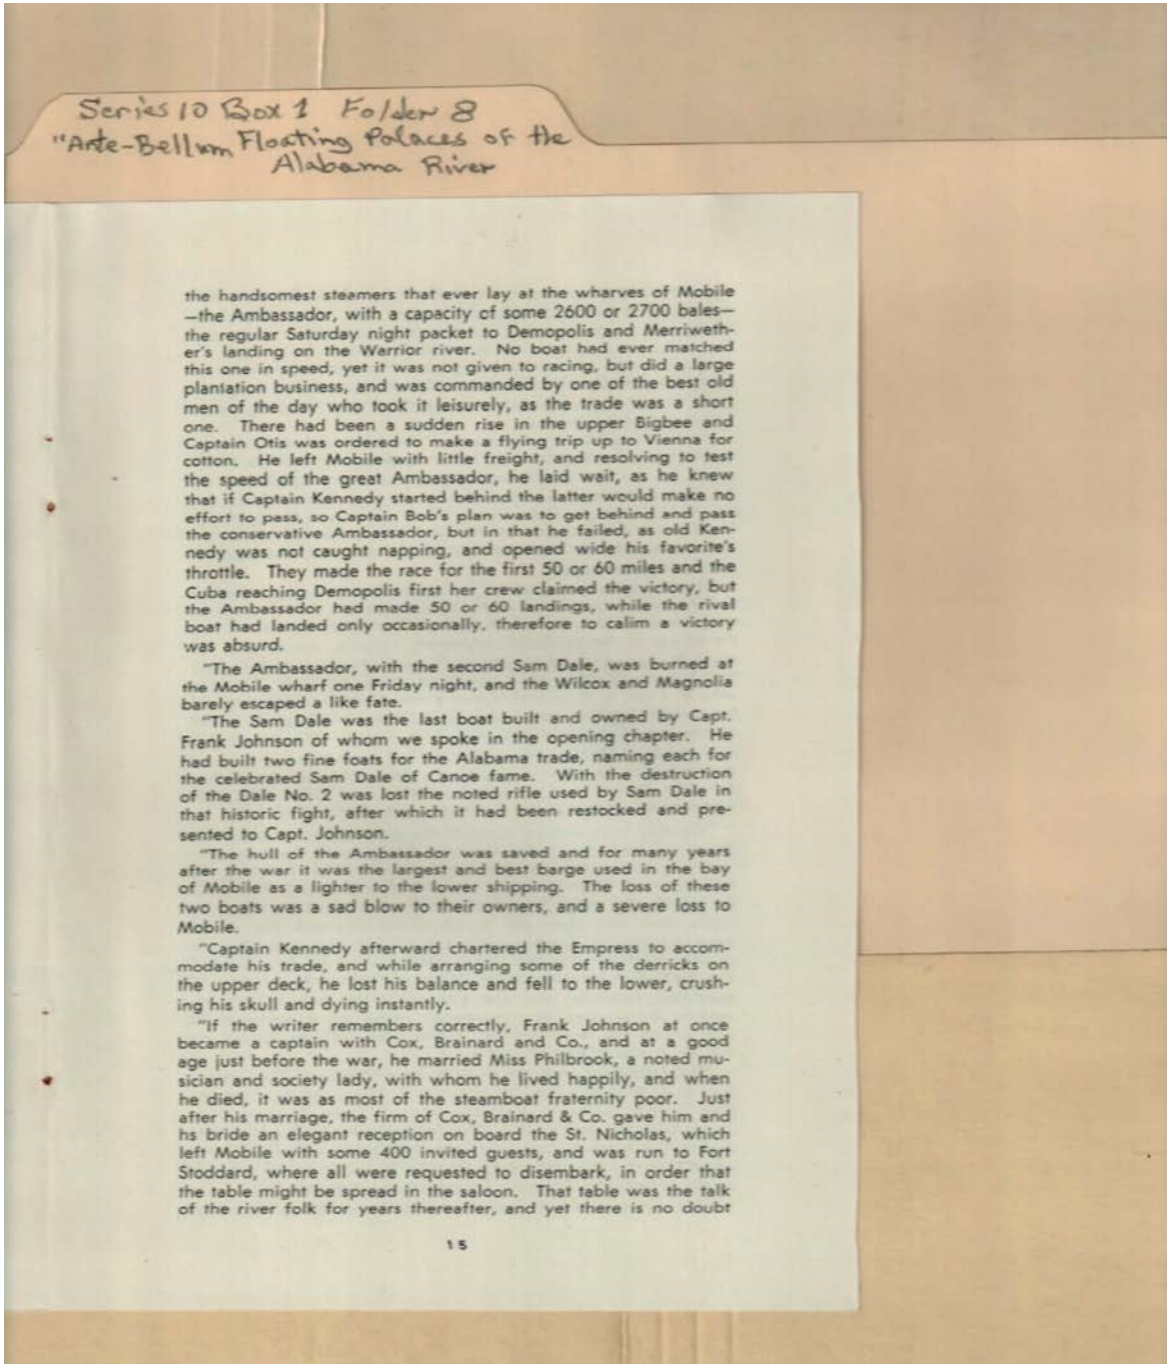 Series 10 Box 1 Folder 8
"Ante-Bellum Floating Palaces of the
Alabama River
the handsomest steamers that ever lay at the wharves of Mobile
—the Ambassador, with a capacity of some 2600 or 2700 bales—
the regular Saturday night packet to Demopolis and Merriweth-
er's landing on the Warrior river. No boat had ever matched
this one in speed, yet it was not given to racing, but did a large
plantation business, and was commanded by one of the best old
men of the day who took it leisurely, as the trade was a short
one. There had been a sudden rise in the upper Bigbee and
Captain Otis was ordered to make a flying trip up to Vienna for
cotton. He left Mobile with little freight, and resolving to test
the speed of the great Ambassador, he laid wait, as he knew
that if Captain Kennedy started behind the latter would make no
effort to pass, so Captain Bob's plan was to get behind and pass
the conservative Ambassador, but in that he failed, as old Ken-
nedy was not caught napping, and opened wide his favorite's
throttle. They made the race for the first 50 or 60 miles and the
Cuba reaching Demopolis first her crew claimed the victory, but
the Ambassador had made 50 or 60 landings, while the rival
boat had landed only occasionally, therefore to calim a victory
was absurd.
"The Ambassador, with the second Sam Dale, was burned at
the Mobile wharf one Friday night, and the Wilcox and Magnolia
barely escaped a like fate.
"The Sam Dale was the last boat built and owned by Capt.
Frank Johnson of whom we spoke in the opening chapter. He
had built two fine foats for the Alabama trade, naming each for
the celebrated Sam Dale of Canoe fame. With the destruction
of the Dale No. 2 was lost the noted rifle used by Sam Dale in
that historic fight, after which it had been restocked and pre-
sented to Capt. Johnson.
"The hull of the Ambassador was saved and for many years
after the war it was the largest and best barge used in the bay
of Mobile as a lighter to the lower shipping. The loss of these
two boats was a sad blow to their owners, and a severe loss to
Mobile.
"Captain Kennedy afterward chartered the Empress to accom-
modate his trade, and while arranging some of the derricks on
the upper deck, he lost his balance and fell to the lower, crush-
ing his skull and dying instantly.
"If the writer remembers correctly, Frank Johnson at once
became a captain with Cox, Brainard and Co., and at a good
age just before the war, he married Miss Philbrook, a noted mu-
sician and society lady, with whom he lived happily, and when
he died, it was as most of the steamboat fraternity poor. Just
after his marriage, the firm of Cox, Brainard & Co. gave him and
hs bride an elegant reception on board the St. Nicholas, which
left Mobile with some 400 invited guests, and was run to Fort
Stoddard, where all were requested to disembark, in order that
the table might be spread in the saloon. That table was the talk
of the river folk for years thereafter, and yet there is no doubt
15